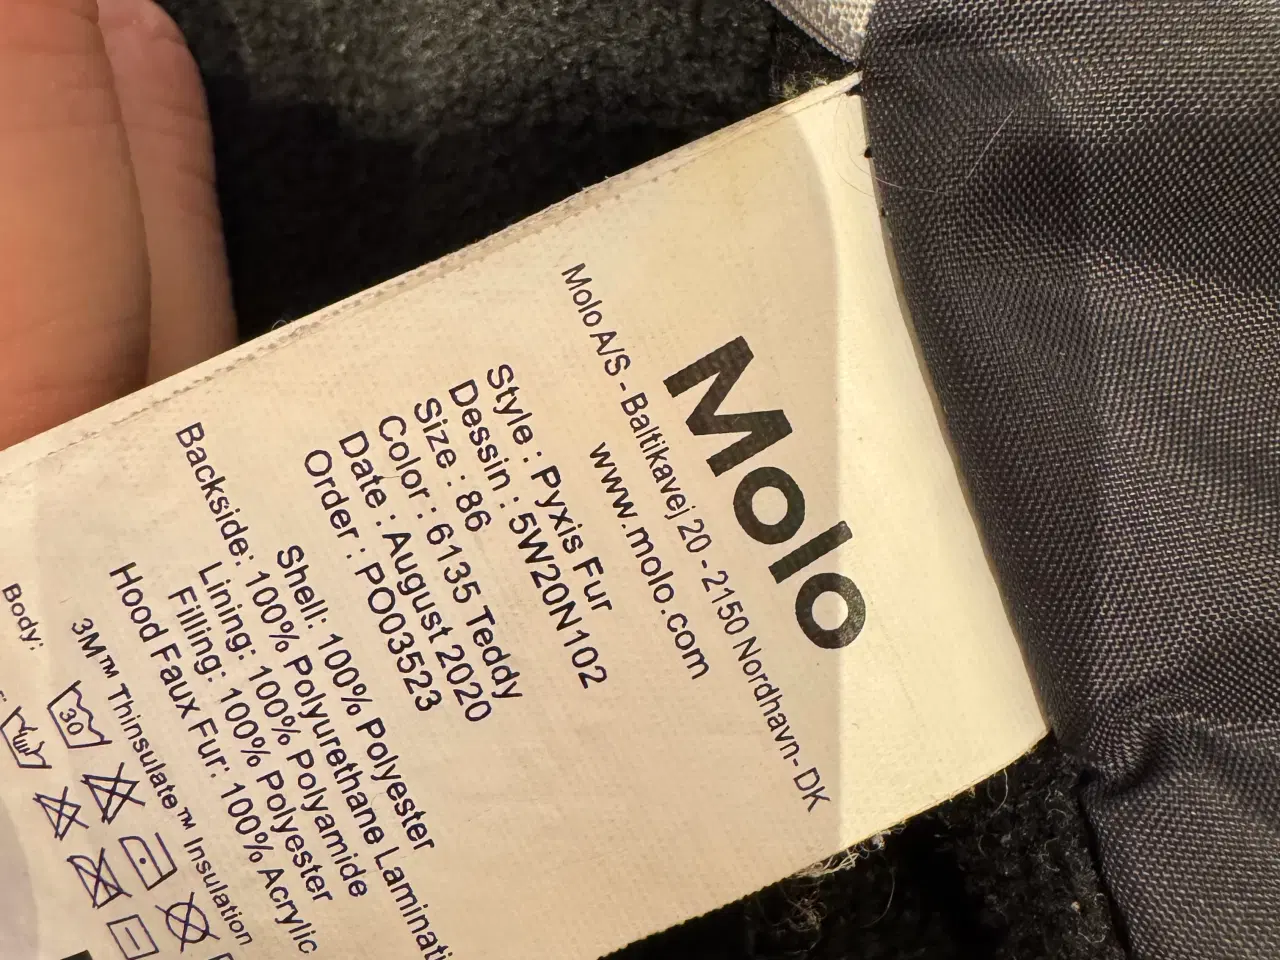 Molo
Molo A/S - Baltikavej 20 - 2150 Nordhavn- DK
www.molo.com
Style : Pyxis Fur
Dessin : 5W20N102
Size : 86
Color : 6135 Teddy
Date : August 2020
Order : PO03523
Shell: 100% Polyester
Backside: 100% Polyurethane Laminati
Lining: 100% Polyamide
Filling: 100% Polyester
Hood Faux Fur: 100% Acrylic
3M™ Thinsulate™ Insulation
30
Body: